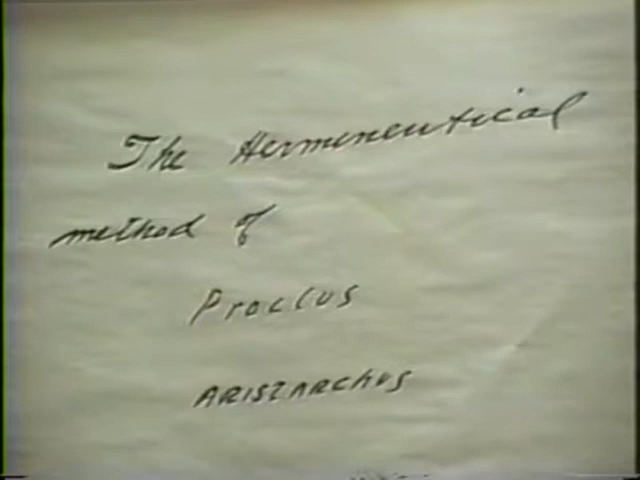 The Hermeneutical
method of
Proclus
ARISTARChUS